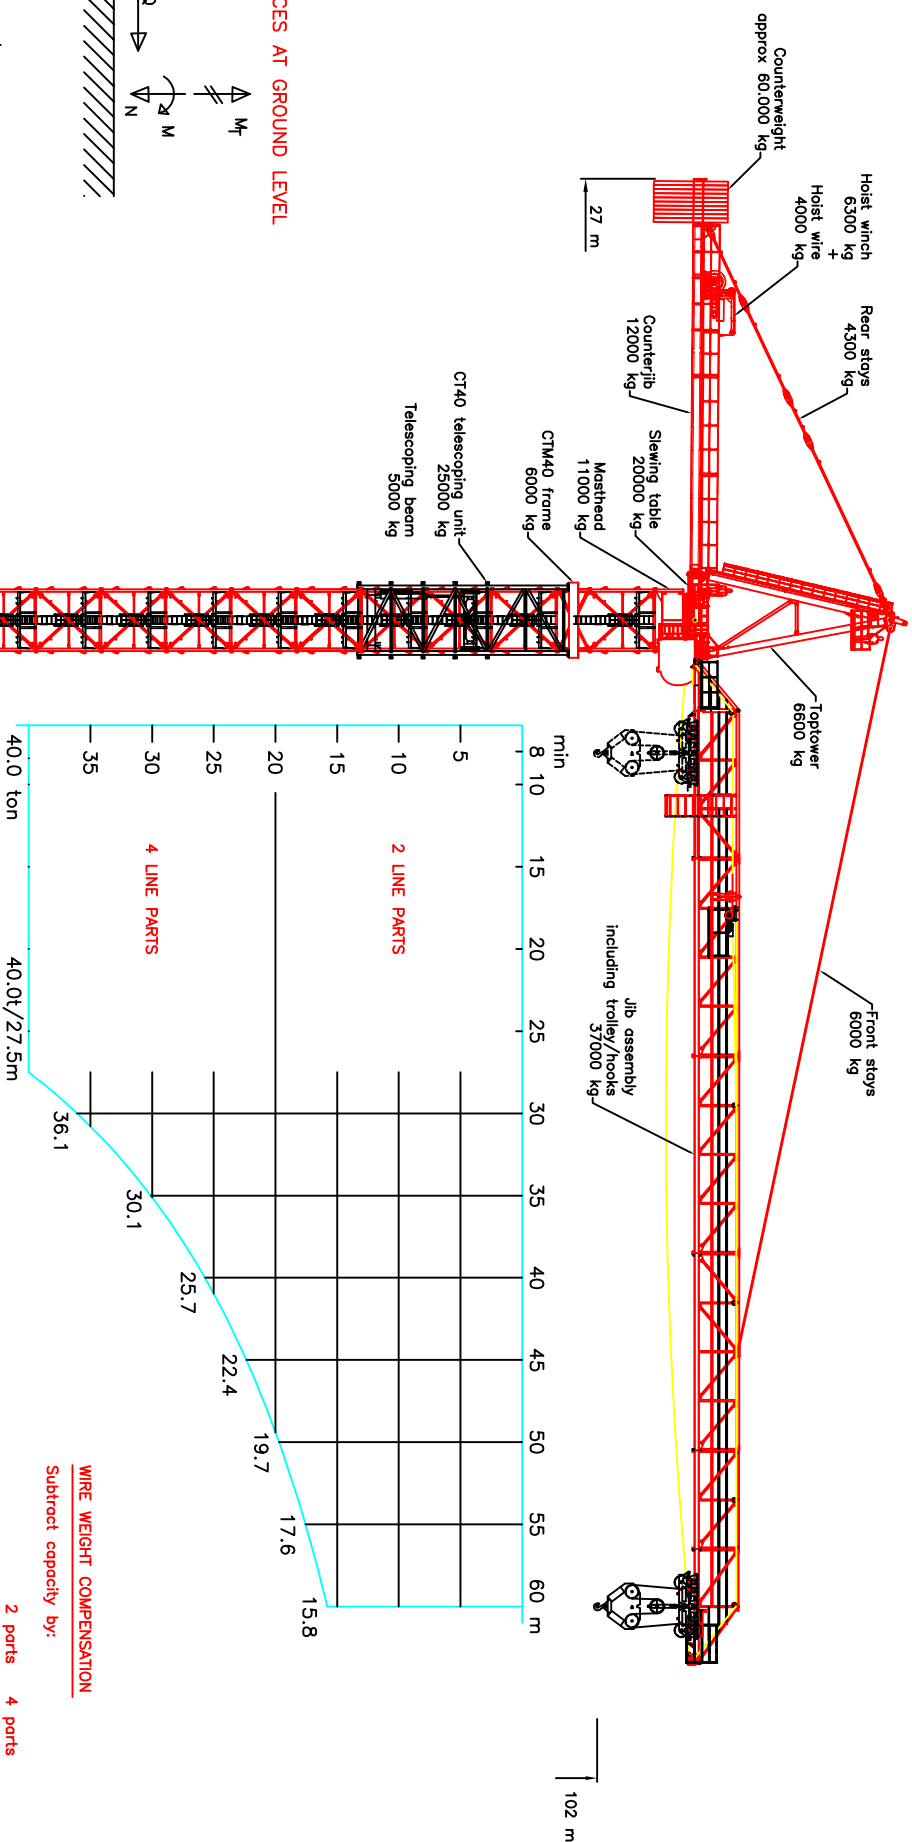 Counterweight
approx 60.000 kg
Hoist winch
6300 kg
+
Hoist wire
4000 kg
Rear stays
4300 kg
27 m
Counterjib
12000 kg
Slewing table
20000 kg
Masthead
11000 kg
CTM40 frame
6000 kg
CT40 telescoping unit
25000 kg
Telescoping beam
5000 kg
Toptower
6600 kg
Front stays
6000 kg
Jib assembly
including trolley/hooks
37000 kg
102 m
CES AT GROUND LEVEL
MT
M
N
Q
min
8 10 15 20 25 30 35 40 45 50 55 60 m
5
10
15
20
25
30
35
40.0 ton
2 LINE PARTS
4 LINE PARTS
40.0t/27.5m
36.1
30.1
25.7
22.4
19.7
17.6
15.8
WIRE WEIGHT COMPENSATION
Subtract capacity by:
2 parts 4 parts